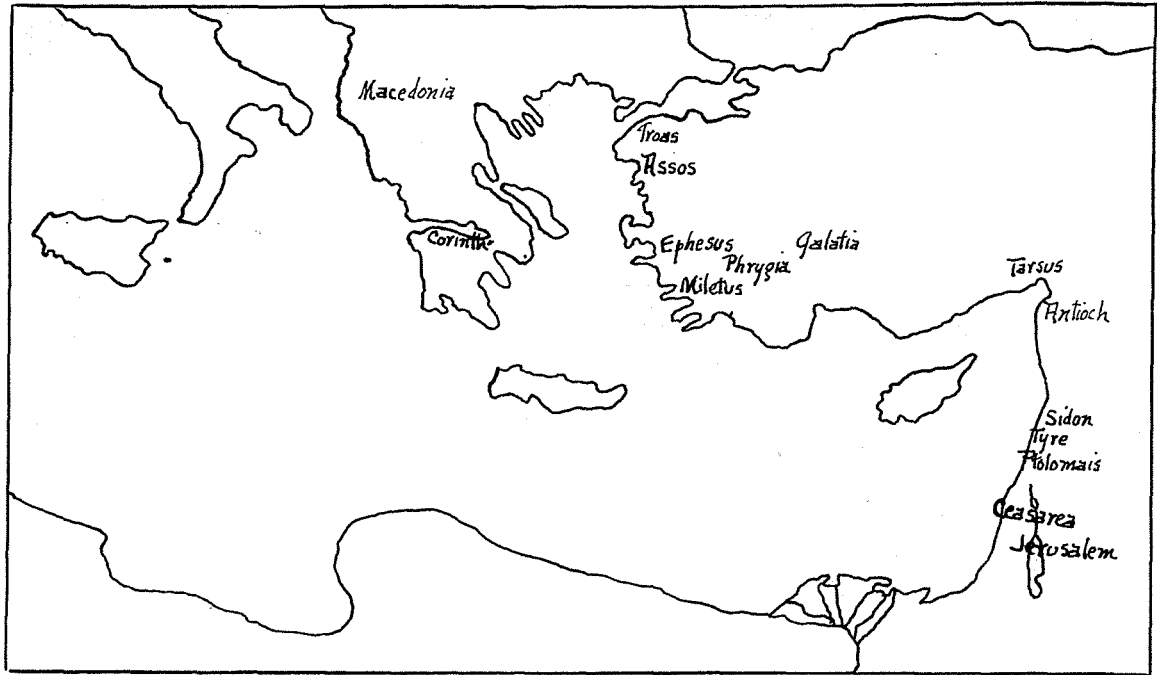 Macedonia
Troas
Assos
Corinth
Ephesus
Galatia
Phrygia
Miletus
Tarsus
Antioch
Sidon
Tyre
Ptolomais
Ceasarea
Jerusalem